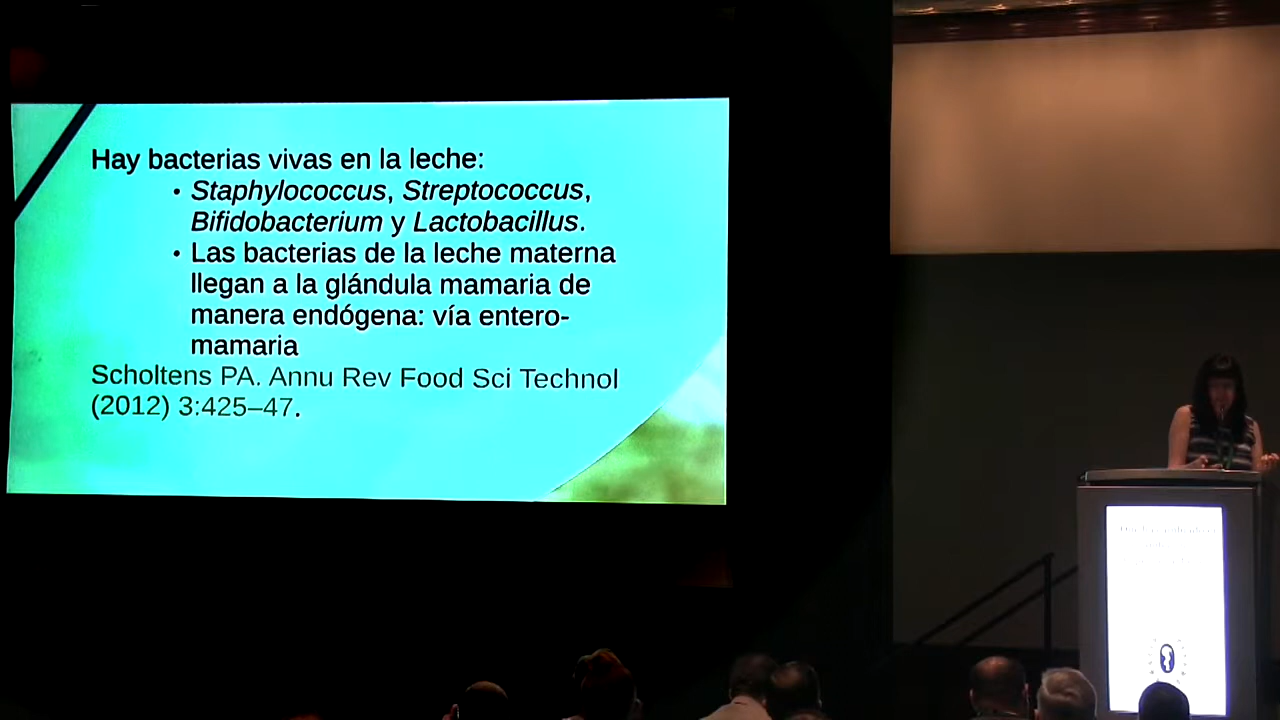 Hay bacterias vivas en la leche:
• Staphylococcus, Streptococcus,
Bifidobacterium y Lactobacillus.
• Las bacterias de la leche materna
llegan a la glándula mamaria de
manera endógena: vía entero-
mamaria
Scholtens PA. Annu Rev Food Sci Technol
(2012) 3:425–47.